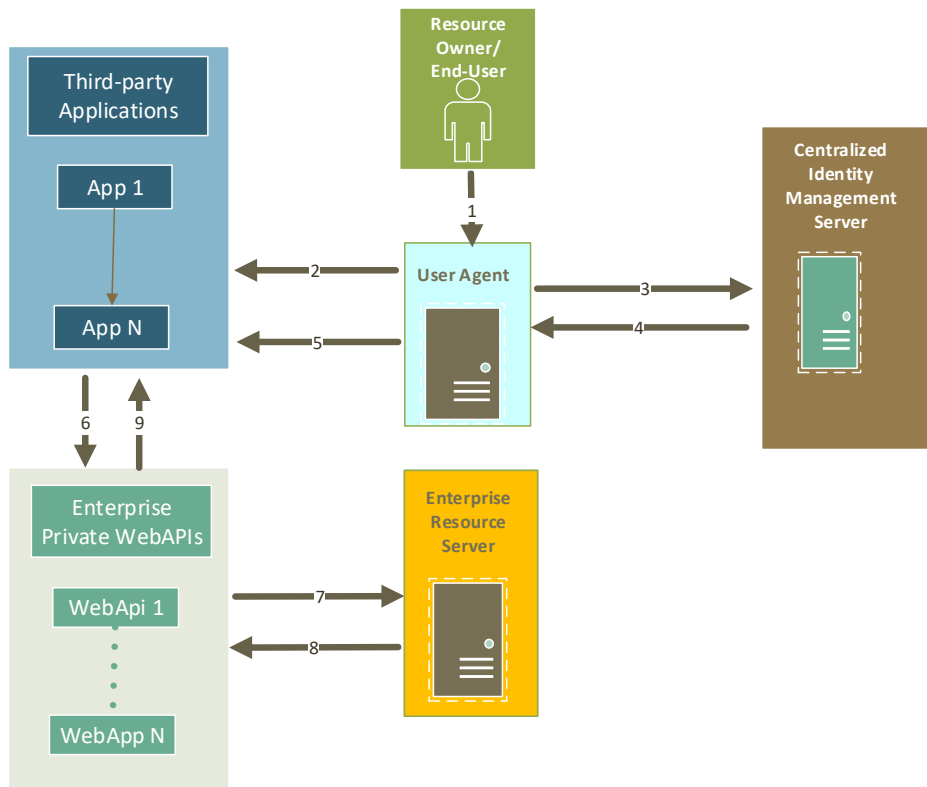 Resource
Owner/
End-User
Third-party
Applications
App 1
App N
Centralized
Identity
Management
Server
1
User Agent
2
3
4
5
6
9
Enterprise
Private WebAPIs
WebApi 1
WebApp N
Enterprise
Resource
Server
7
8